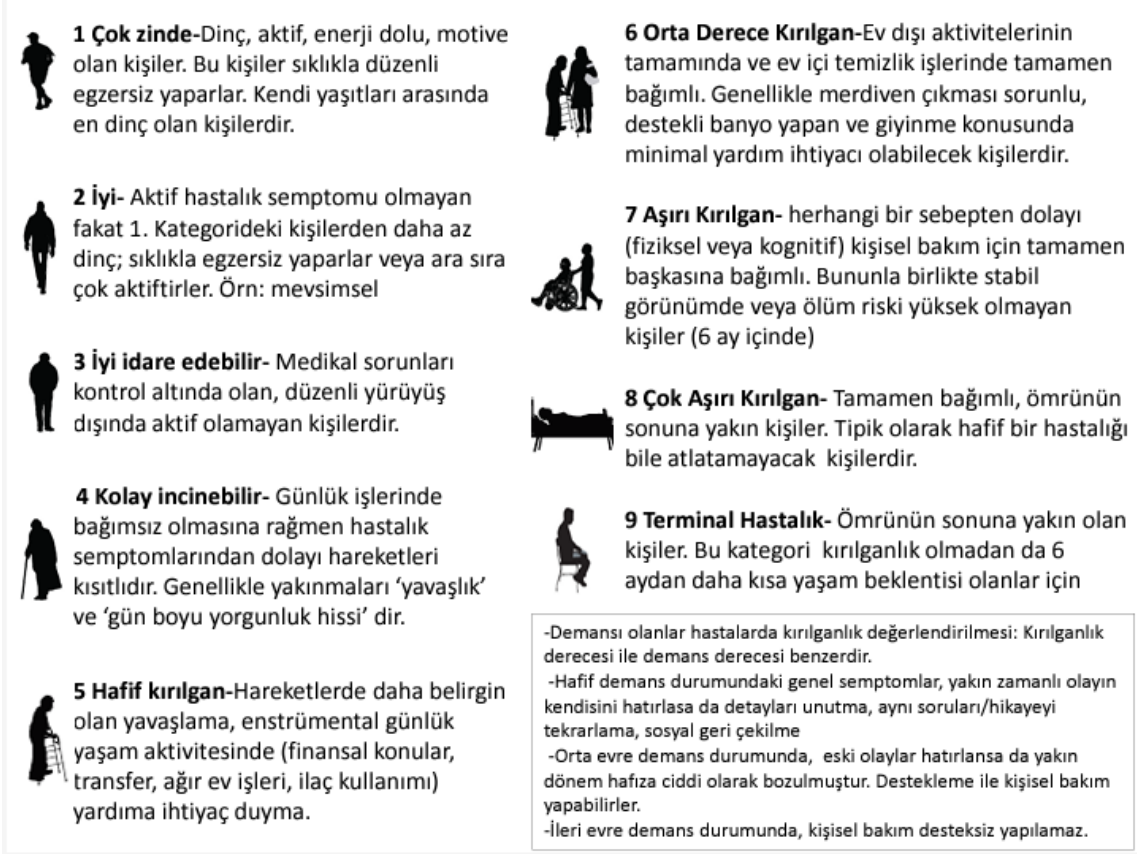 1 Çok zinde-Dinç, aktif, enerji dolu, motive
olan kişiler. Bu kişiler sıklıkla düzenli
egzersiz yaparlar. Kendi yaşıtları arasında
en dinç olan kişilerdir.
2 İyi- Aktif hastalık semptomu olmayan
fakat 1. Kategorideki kişilerden daha az
dinç; sıklıkla egzersiz yaparlar veya ara sıra
çok aktiftirler. Örn: mevsimsel
3 İyi idare edebilir- Medikal sorunları
kontrol altında olan, düzenli yürüyüş
dışında aktif olamayan kişilerdir.
4 Kolay incinebilir- Günlük işlerinde
bağımsız olmasına rağmen hastalık
semptomlarından dolayı hareketleri
kısıtlıdır. Genellikle yakınmaları ‘yavaşlık’
ve ‘gün boyu yorgunluk hissi’ dir.
5 Hafif kırılgan-Hareketlerde daha belirgin
olan yavaşlama, enstrümental günlük
yaşam aktivitesinde (finansal konular,
transfer, ağır ev işleri, ilaç kullanımı)
yardıma ihtiyaç duyma.
6 Orta Derece Kırılgan-Ev dışı aktivitelerinin
tamamında ve ev içi temizlik işlerinde tamamen
bağımlı. Genellikle merdiven çıkması sorunlu,
destekli banyo yapan ve giyinme konusunda
minimal yardım ihtiyacı olabilecek kişilerdir.
7 Aşırı Kırılgan- herhangi bir sebepten dolayı
(fiziksel veya kognitif) kişisel bakım için tamamen
başkasına bağımlı. Bununla birlikte stabil
görünümde veya ölüm riski yüksek olmayan
kişiler (6 ay içinde)
8 Çok Aşırı Kırılgan- Tamamen bağımlı, ömrünün
sonuna yakın kişiler. Tipik olarak hafif bir hastalığı
bile atlatamayacak kişilerdir.
9 Terminal Hastalık- Ömrünün sonuna yakın olan
kişiler. Bu kategori kırılganlık olmadan da 6
aydan daha kısa yaşam beklentisi olanlar için
-Demansı olanlar hastalarda kırılganlık değerlendirilmesi: Kırılganlık
derecesi ile demans derecesi benzerdir.
-Hafif demans durumundaki genel semptomlar, yakın zamanlı olayın
kendisini hatırlasa da detayları unutma, aynı soruları/hikayeyi
tekrarlama, sosyal geri çekilme
-Orta evre demans durumunda, eski olaylar hatırlansa da yakın
dönem hafıza ciddi olarak bozulmuştur. Destekleme ile kişisel bakım
yapabilirler.
-İleri evre demans durumunda, kişisel bakım desteksiz yapılamaz.